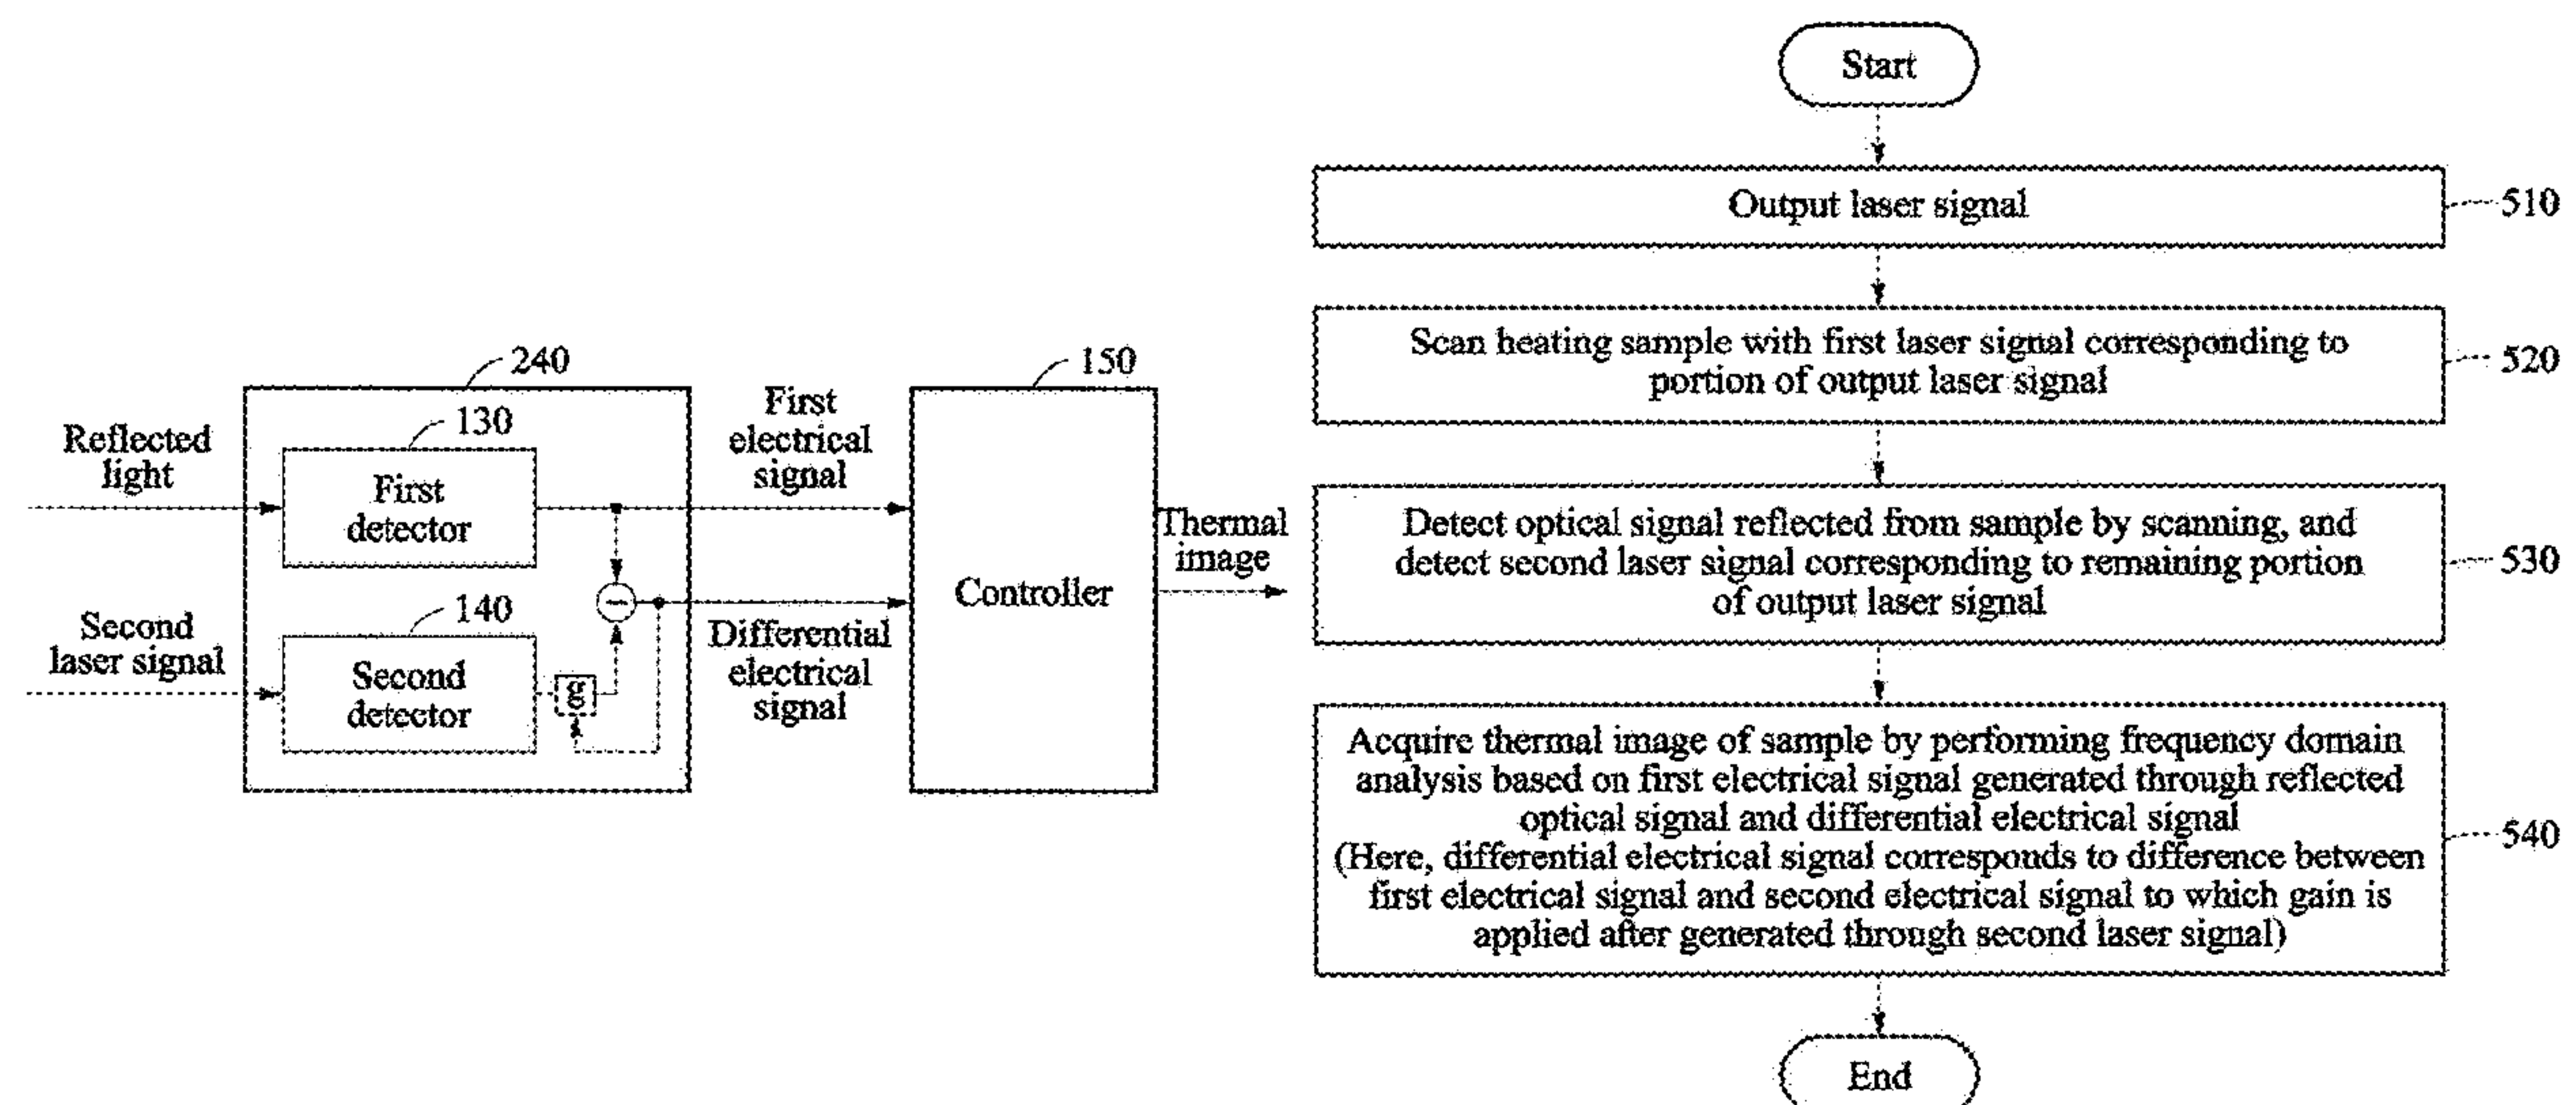 240
130
Reflected
light
First
detector
Second
laser signal
140
Second
detector
g
First
electrical
signal
Differential
electrical
signal
150
Controller
Thermal
image
Start
Output laser signal
510
Scan heating sample with first laser signal corresponding to
portion of output laser signal
520
Detect optical signal reflected from sample by scanning, and
detect second laser signal corresponding to remaining portion
of output laser signal
530
Acquire thermal image of sample by performing frequency domain
analysis based on first electrical signal generated through reflected
optical signal and differential electrical signal
(Here, differential electrical signal corresponds to difference between
first electrical signal and second electrical signal to which gain is
applied after generated through second laser signal)
540
End